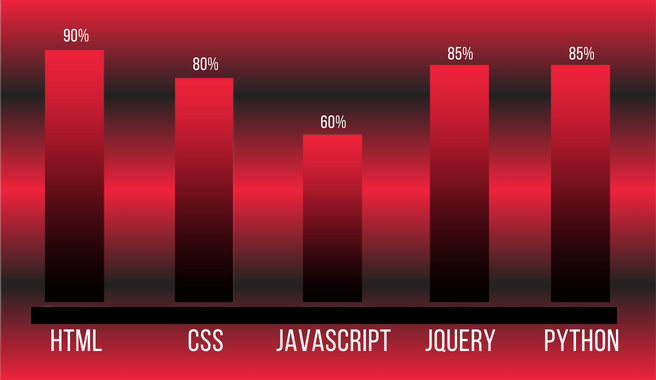 90%
80%
60%
85%
85%
HTML
CSS
JAVASCRIPT
JQUERY
PYTHON